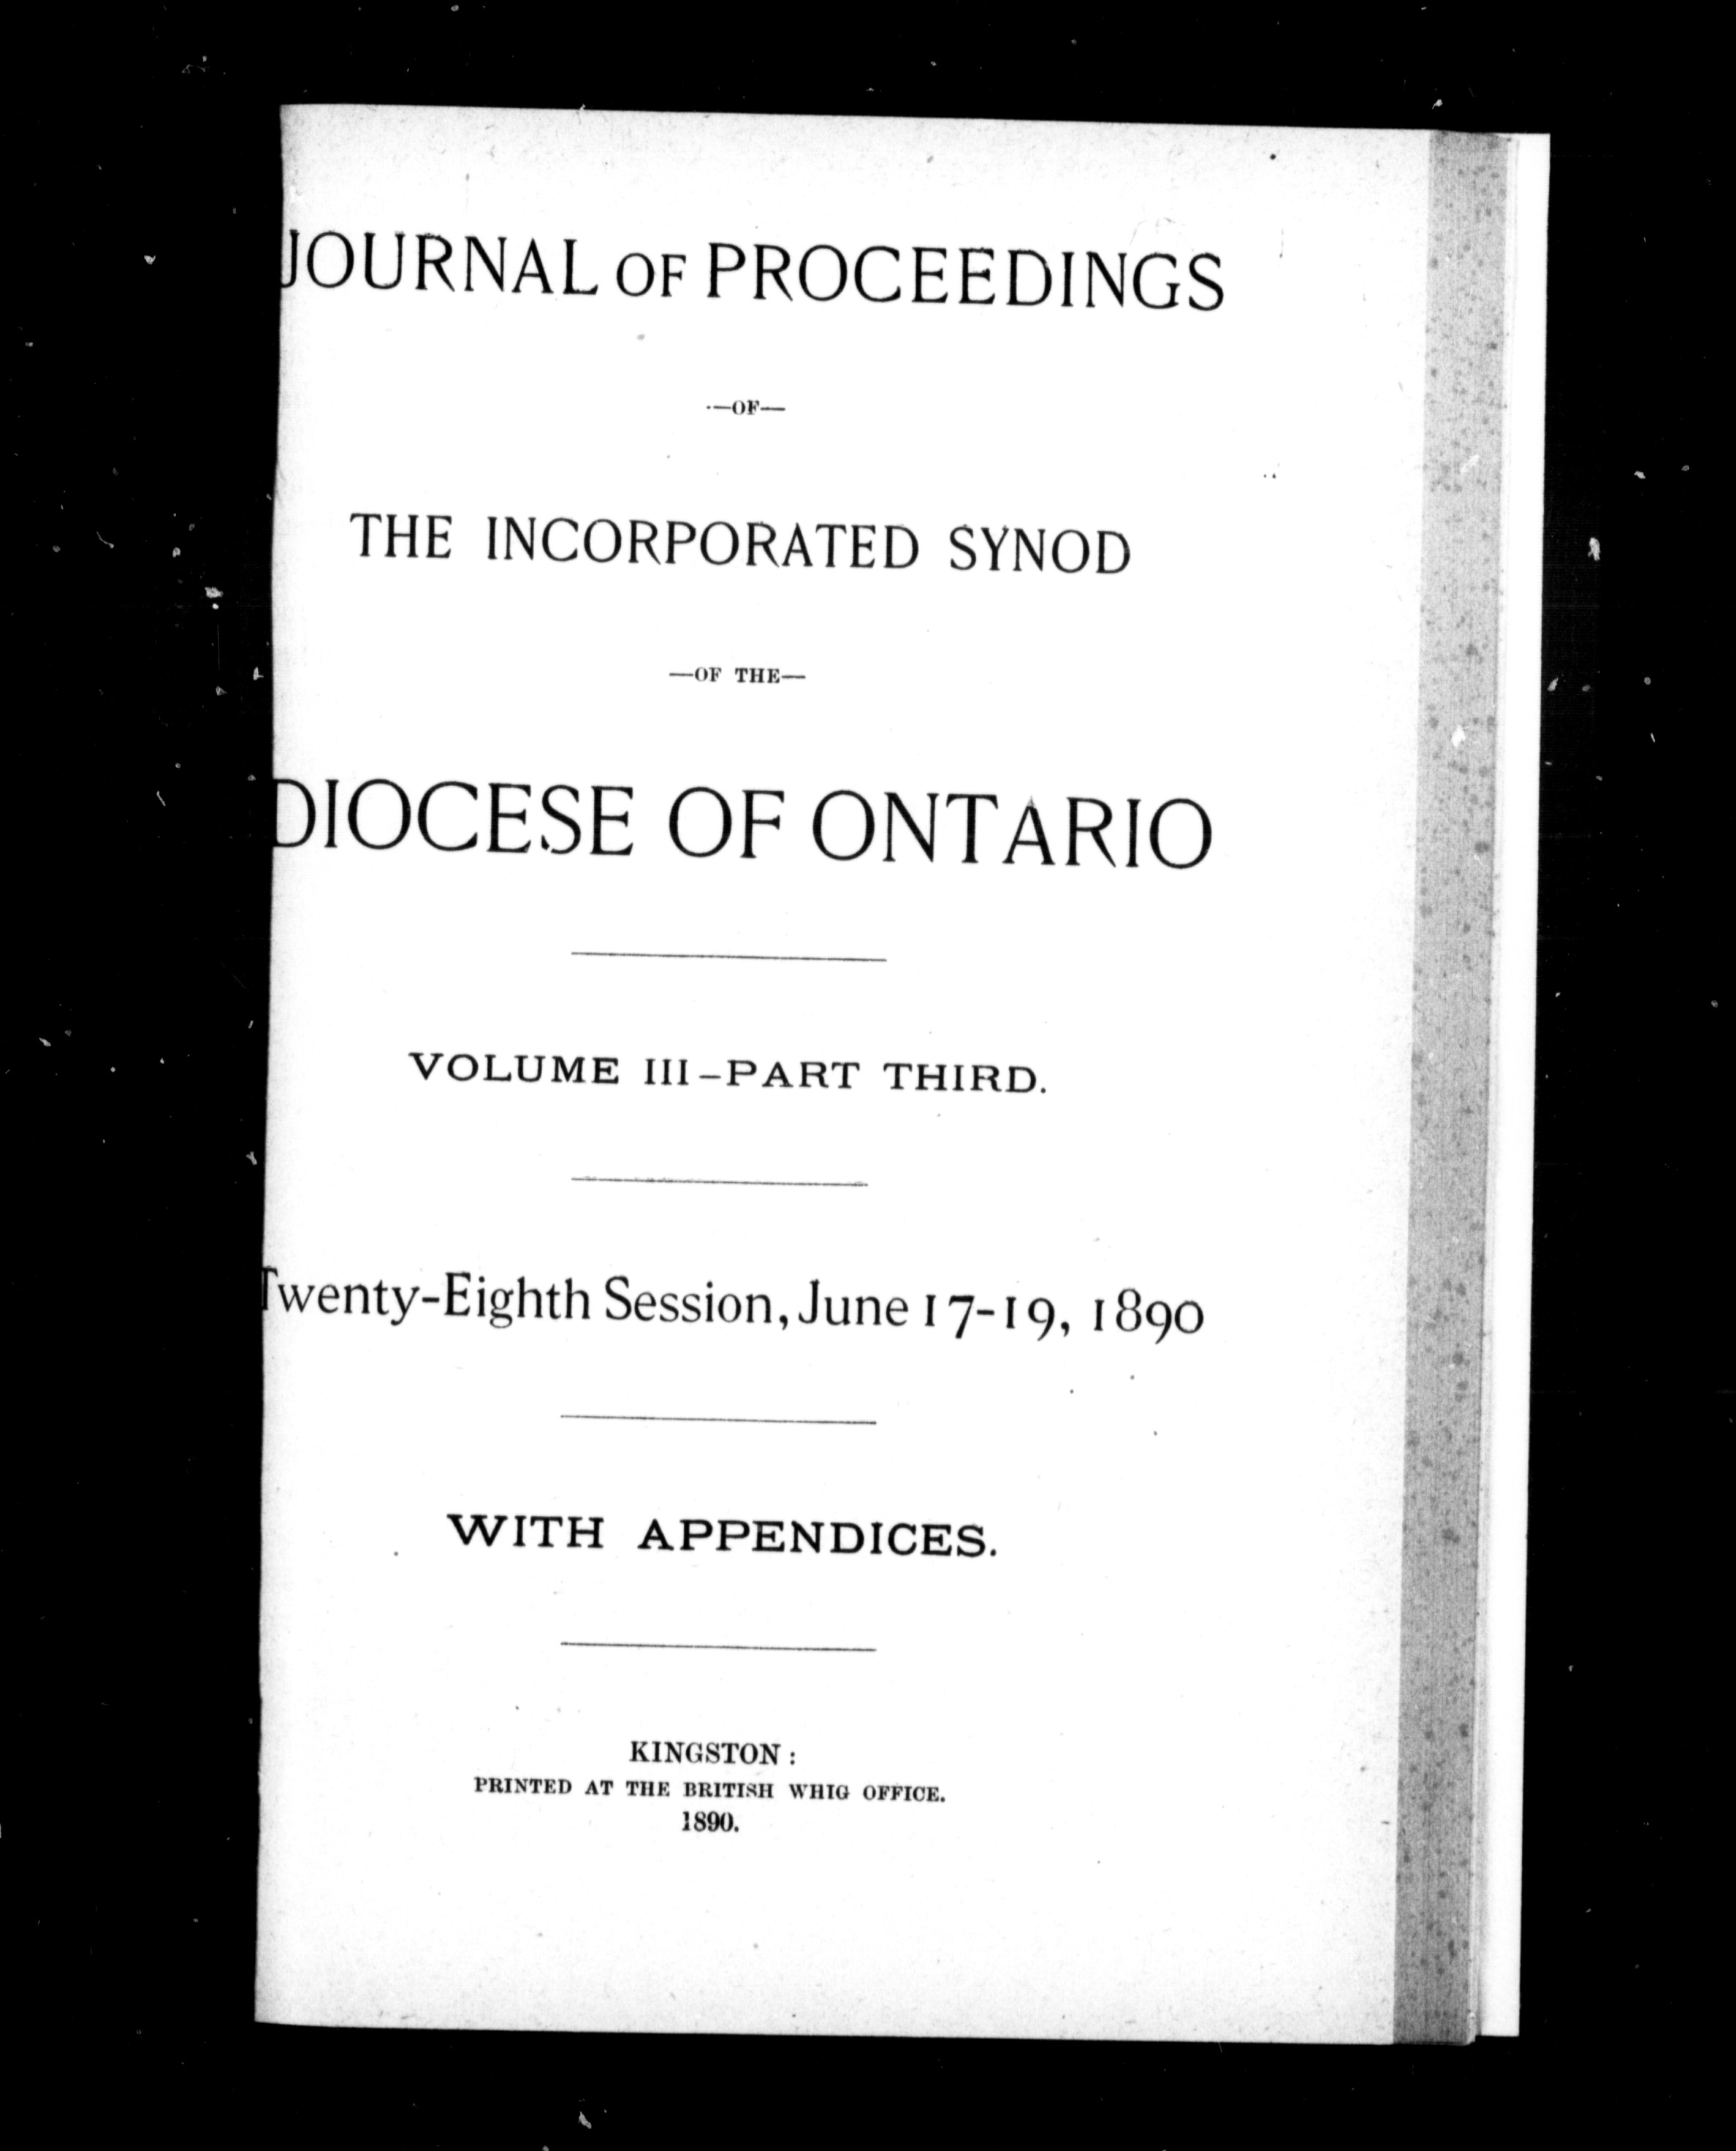 JOURNAL OF PROCEEDINGS
—OF—
THE INCORPORATED SYNOD
—OF THE—
DIOCESE OF ONTARIO
VOLUME III–PART THIRD.
Twenty-Eighth Session, June 17-19, 1890
WITH APPENDICES.
KINGSTON:
PRINTED AT THE BRITISH WHIG OFFICE.
1890.